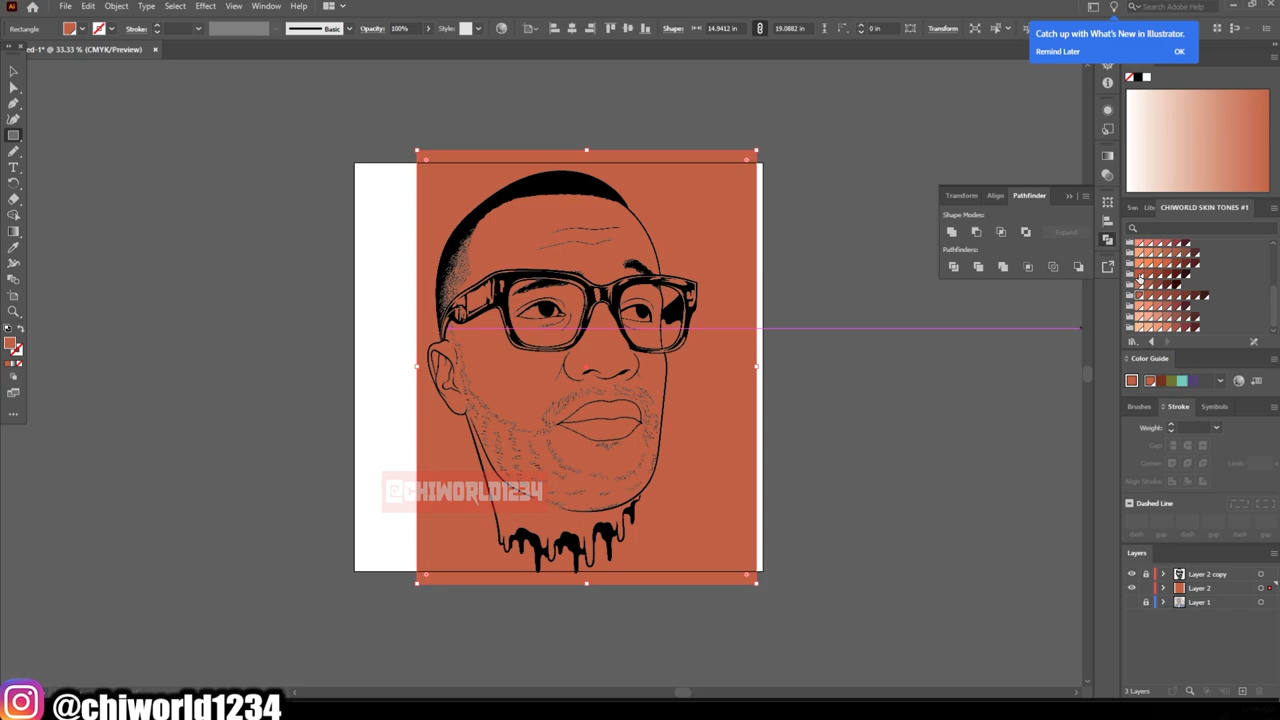 Ai File Edit Object Type Select Effect View Window Help Search Adobe Help
Rectangle Stroke: Basic Opacity: 100% Style: Shape: 14.9412 in 19.0882 in 0 in Transform
Catch up with What's New in Illustrator.
Remind Later OK
ed-1* @ 33.33 % (CMYK/Preview) ×
Transform Align Pathfinder
Shape Modes:
Expand
Pathfinders:
CHIWORLD SKIN TONES #1
Color Guide
Brushes Stroke Symbols
Weight:
Cap:
Corner:
Limit:
Align Stroke:
Dashed Line
dash gap dash gap dash gap
Layers
Layer 2 copy
Layer 2
Layer 1
3 Layers
@CHIWORLD1234
@chiworld1234